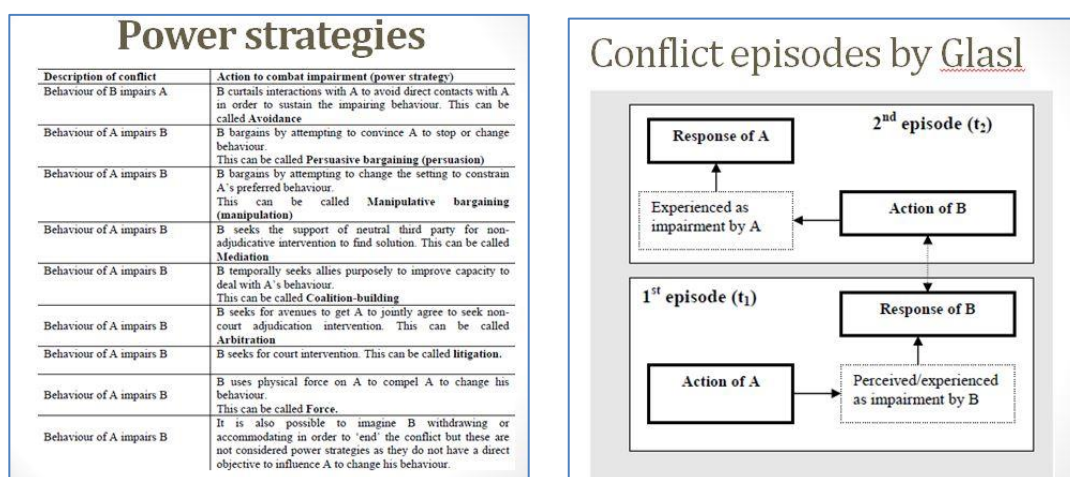 Power strategies
Description of conflict Action to combat impairment (power strategy)
Behaviour of B impairs A B curtails interactions with A to avoid direct contacts with A
in order to sustain the impairing behaviour. This can be
called Avoidance
Behaviour of A impairs B B bargains by attempting to convince A to stop or change
behaviour.
This can be called Persuasive bargaining (persuasion)
Behaviour of A impairs B B bargains by attempting to change the setting to constrain
A's preferred behaviour.
This can be called Manipulative bargaining
(manipulation)
Behaviour of A impairs B B seeks the support of neutral third party for non-
adjudicative intervention to find solution. This can be called
Mediation
Behaviour of A impairs B B temporally seeks allies purposely to improve capacity to
deal with A's behaviour.
This can be called Coalition-building
B seeks for avenues to get A to jointly agree to seek non-
Behaviour of A impairs B court adjudication intervention. This can be called
Arbitration
Behaviour of A impairs B B seeks for court intervention. This can be called litigation.
B uses physical force on A to compel A to change his
Behaviour of A impairs B behaviour.
This can be called Force.
It is also possible to imagine B withdrawing or
Behaviour of A impairs B accommodating in order to 'end' the conflict but these are
not considered power strategies as they do not have a direct
objective to influence A to change his behaviour.
Conflict episodes by Glasl
2nd episode (t2)
Response of A
Experienced as
impairment by A
Action of B
1st episode (t1)
Response of B
Action of A
Perceived/experienced
as impairment by B